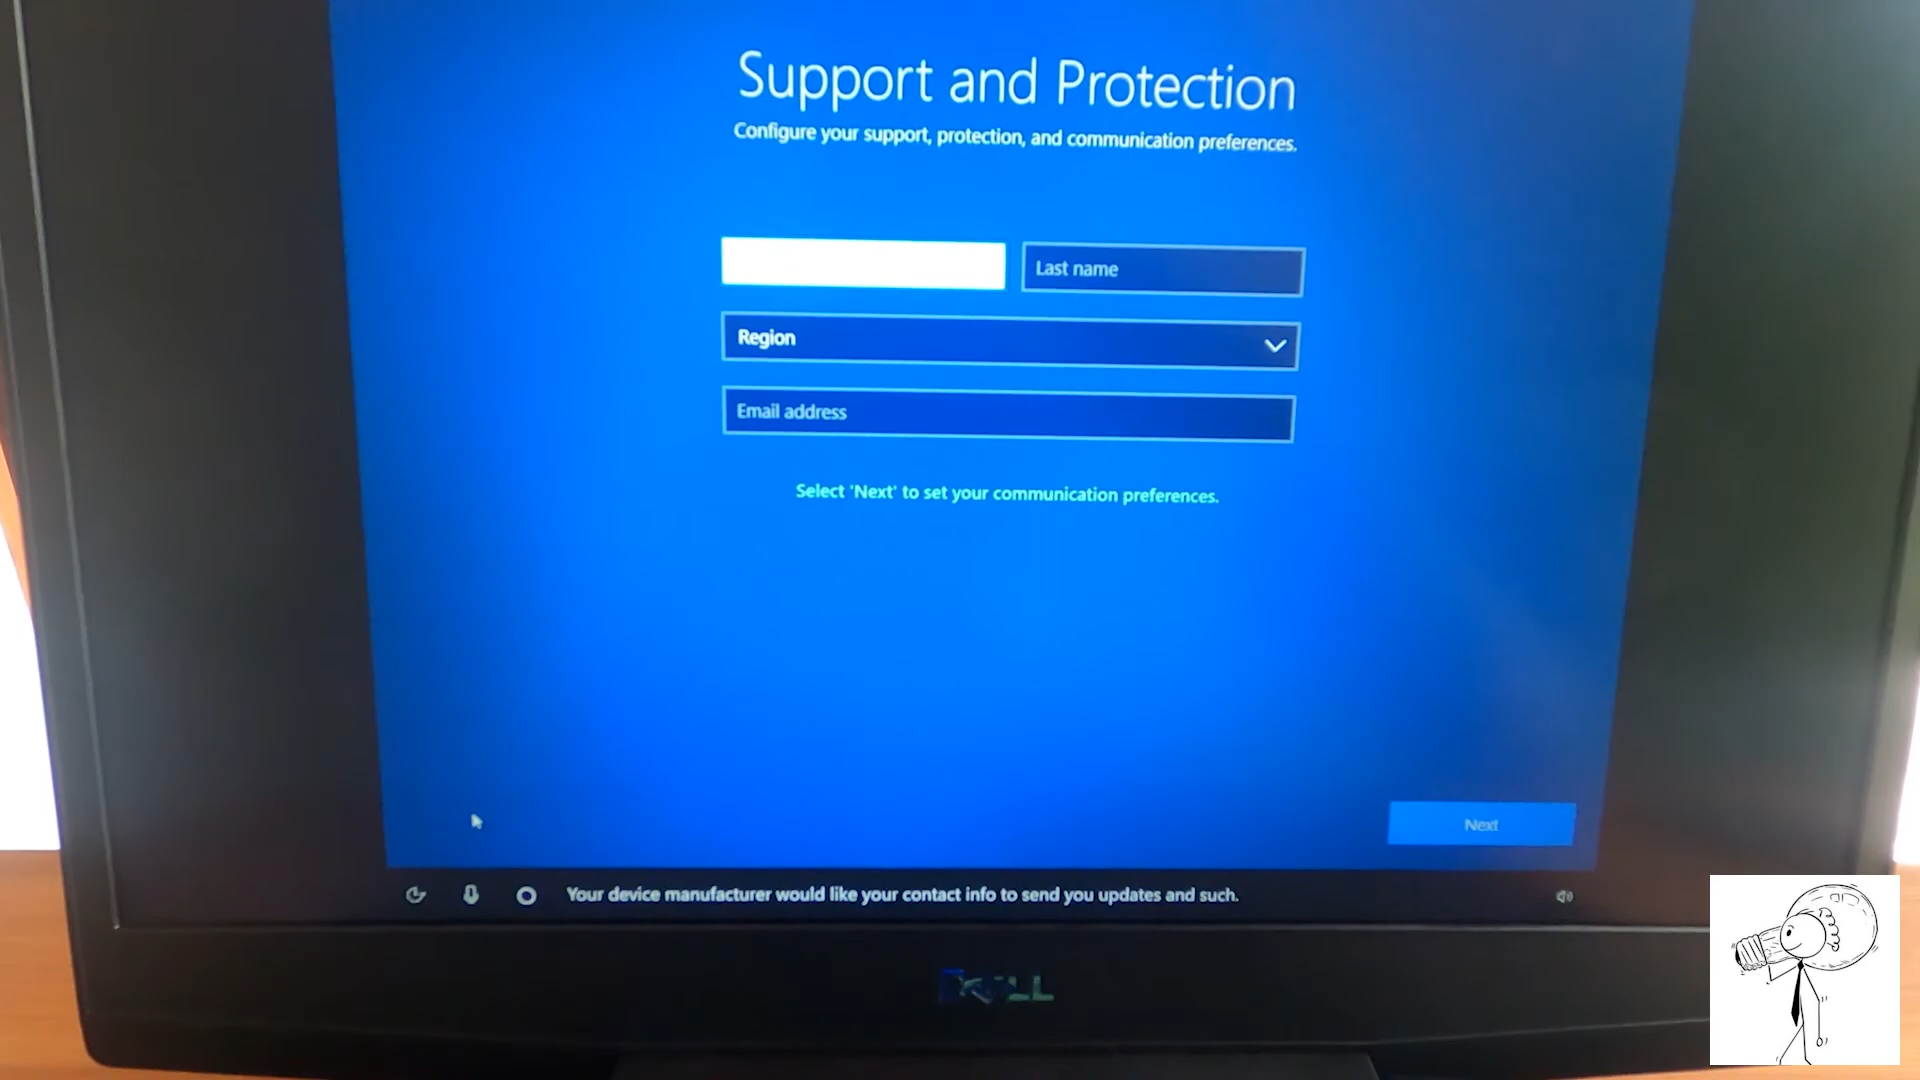 Support and Protection
Configure your support, protection, and communication preferences.
Last name
Region
Email address
Select 'Next' to set your communication preferences.
Next
Your device manufacturer would like your contact info to send you updates and such.
DELL